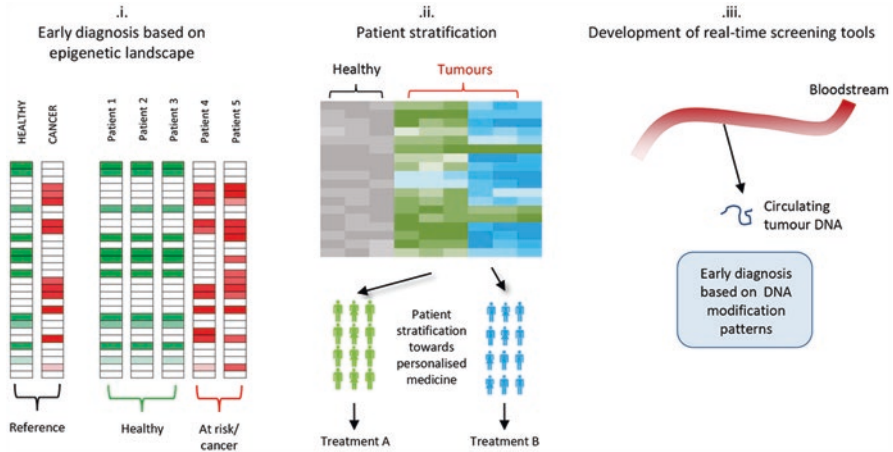 .i.
Early diagnosis based on
epigenetic landscape
HEALTHY
CANCER
Patient 1
Patient 2
Patient 3
Patient 4
Patient 5
Reference
Healthy
At risk/
cancer
.ii.
Patient stratification
Healthy
Tumours
Patient
stratification
towards
personalised
medicine
Treatment A
Treatment B
.iii.
Development of real-time screening tools
Bloodstream
Circulating
tumour DNA
Early diagnosis
based on DNA
modification
patterns